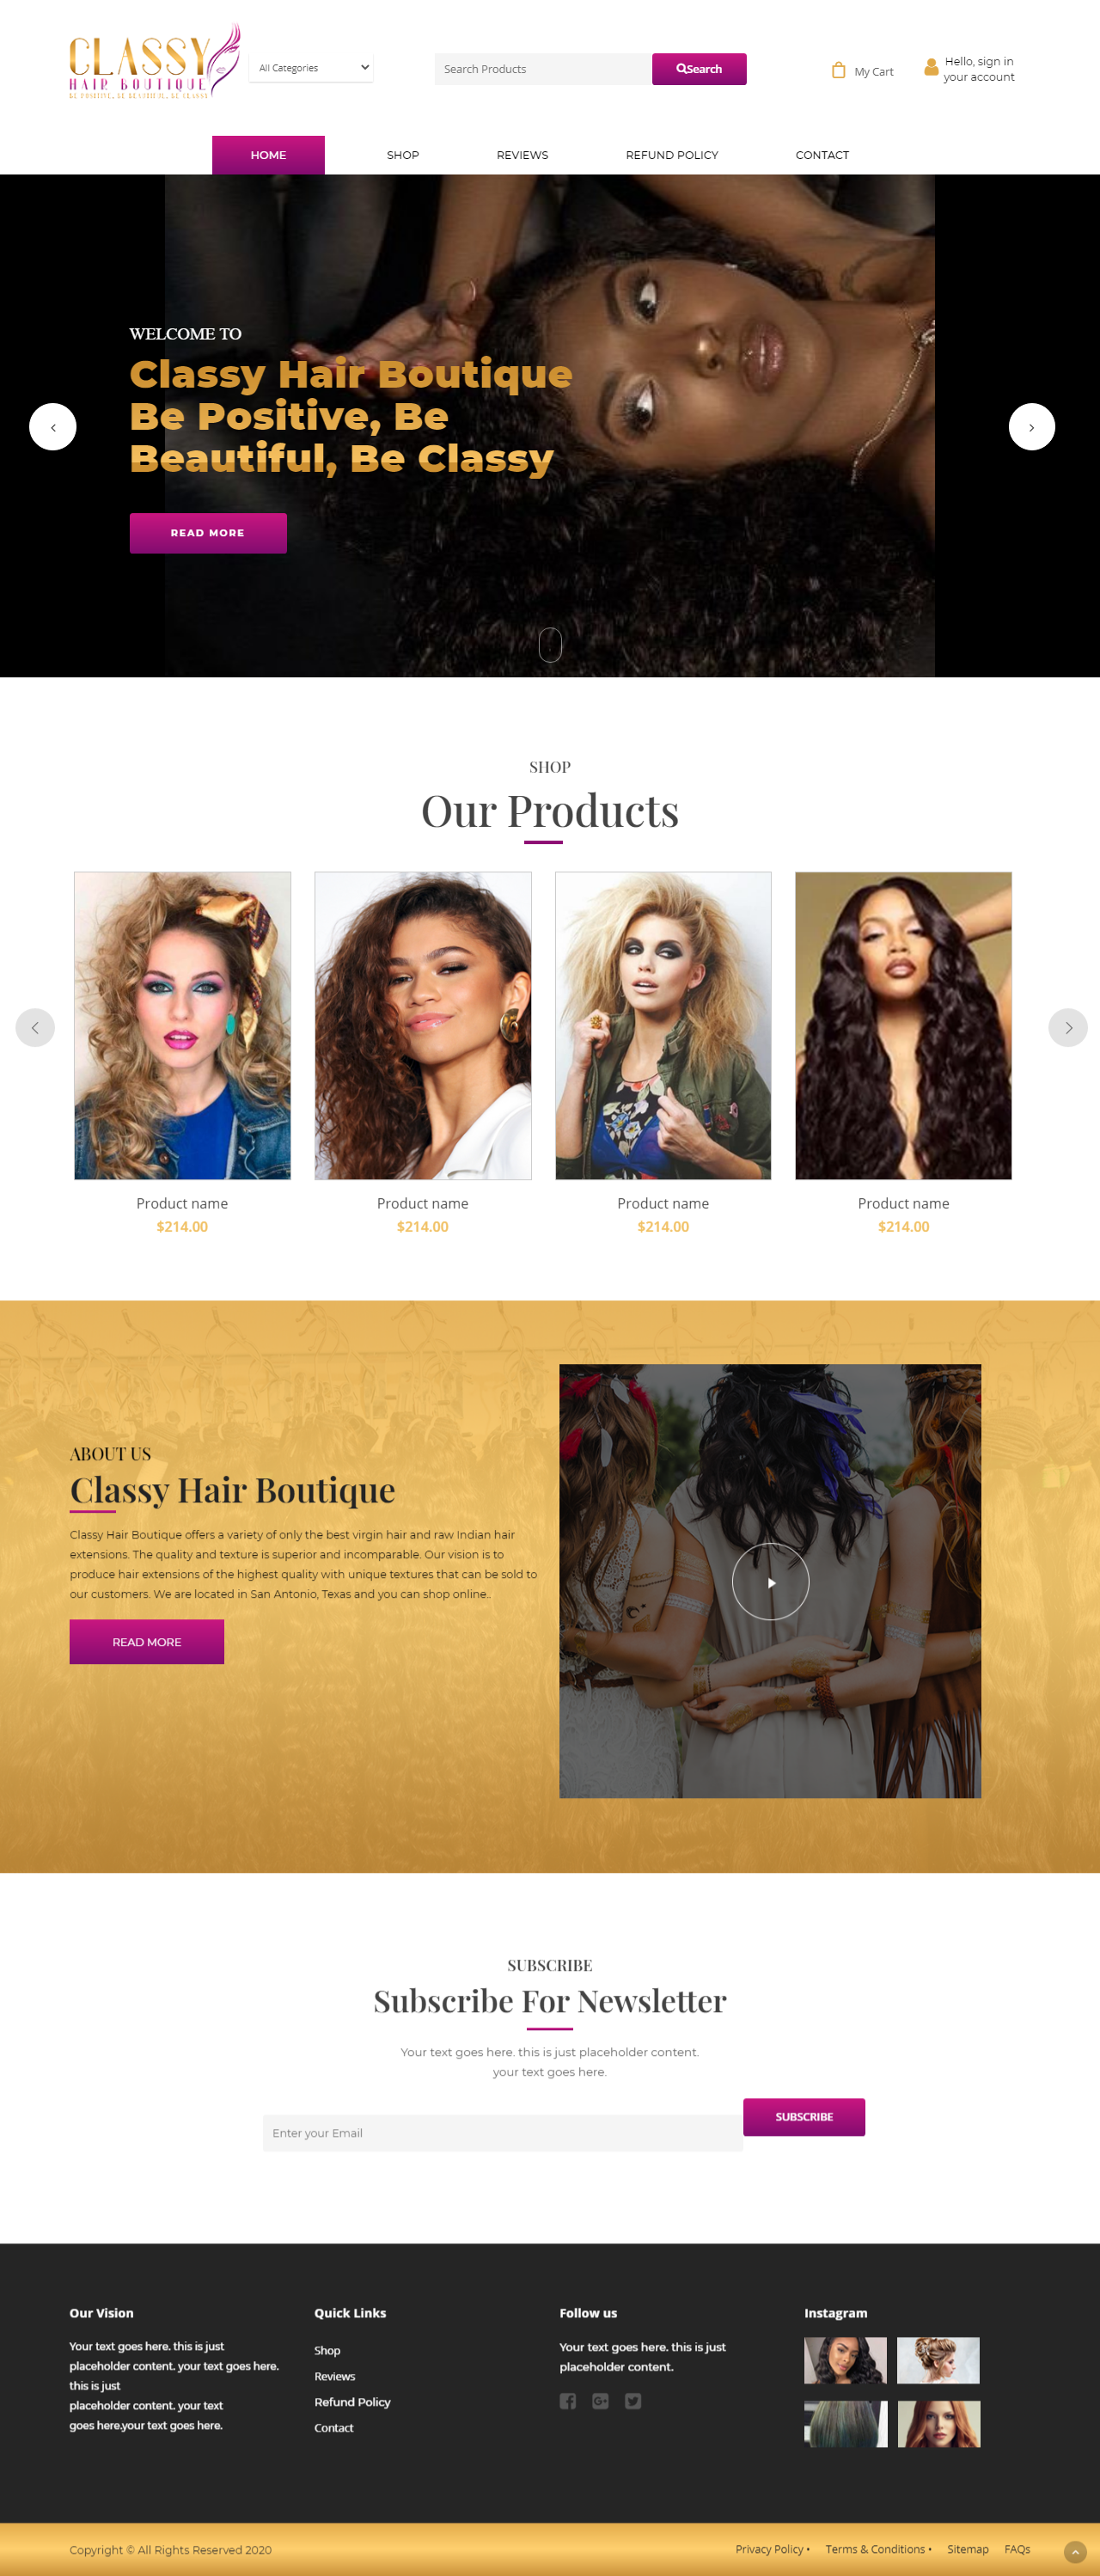 CLASSY
HAIR BOUTIQUE
BE POSITIVE, BE BEAUTIFUL, BE CLASSY
All Categories
Search Products
Search
My Cart
Hello, sign in
your account
HOME
SHOP
REVIEWS
REFUND POLICY
CONTACT
WELCOME TO
Classy Hair Boutique
Be Positive, Be
Beautiful, Be Classy
READ MORE
SHOP
Our Products
Product name
$214.00
Product name
$214.00
Product name
$214.00
Product name
$214.00
ABOUT US
Classy Hair Boutique
Classy Hair Boutique offers a variety of only the best virgin hair and raw Indian hair
extensions. The quality and texture is superior and incomparable. Our vision is to
produce hair extensions of the highest quality with unique textures that can be sold to
our customers. We are located in San Antonio, Texas and you can shop online..
READ MORE
SUBSCRIBE
Subscribe For Newsletter
Your text goes here. this is just placeholder content.
your text goes here.
Enter your Email
SUBSCRIBE
Our Vision
Your text goes here. this is just
placeholder content. your text goes here.
this is just
placeholder content. your text
goes here.your text goes here.
Quick Links
Shop
Reviews
Refund Policy
Contact
Follow us
Your text goes here. this is just
placeholder content.
Instagram
Copyright © All Rights Reserved 2020
Privacy Policy •
Terms & Conditions •
Sitemap
FAQs